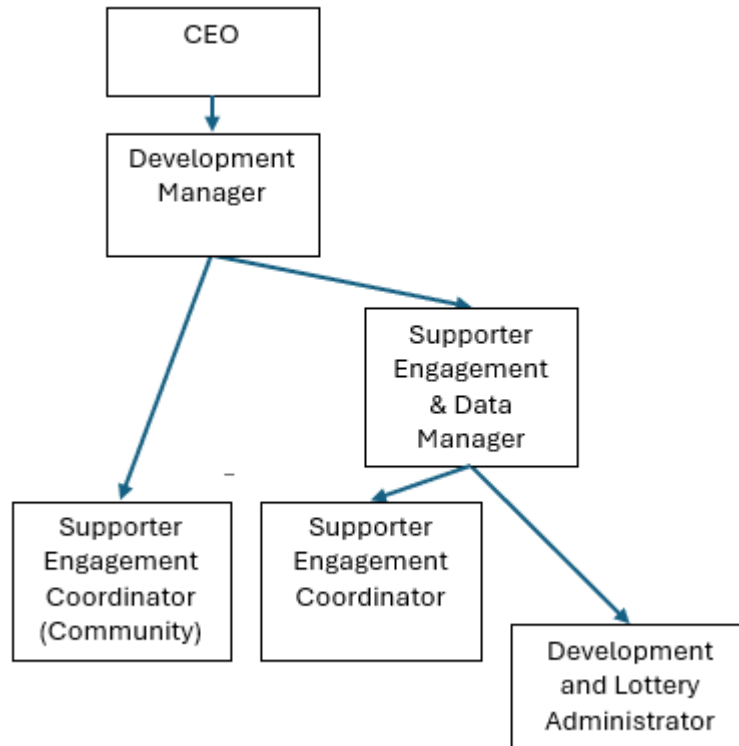 CEO
Development
Manager
Supporter
Engagement
& Data
Manager
Supporter
Engagement
Coordinator
(Community)
Supporter
Engagement
Coordinator
Development
and Lottery
Administrator